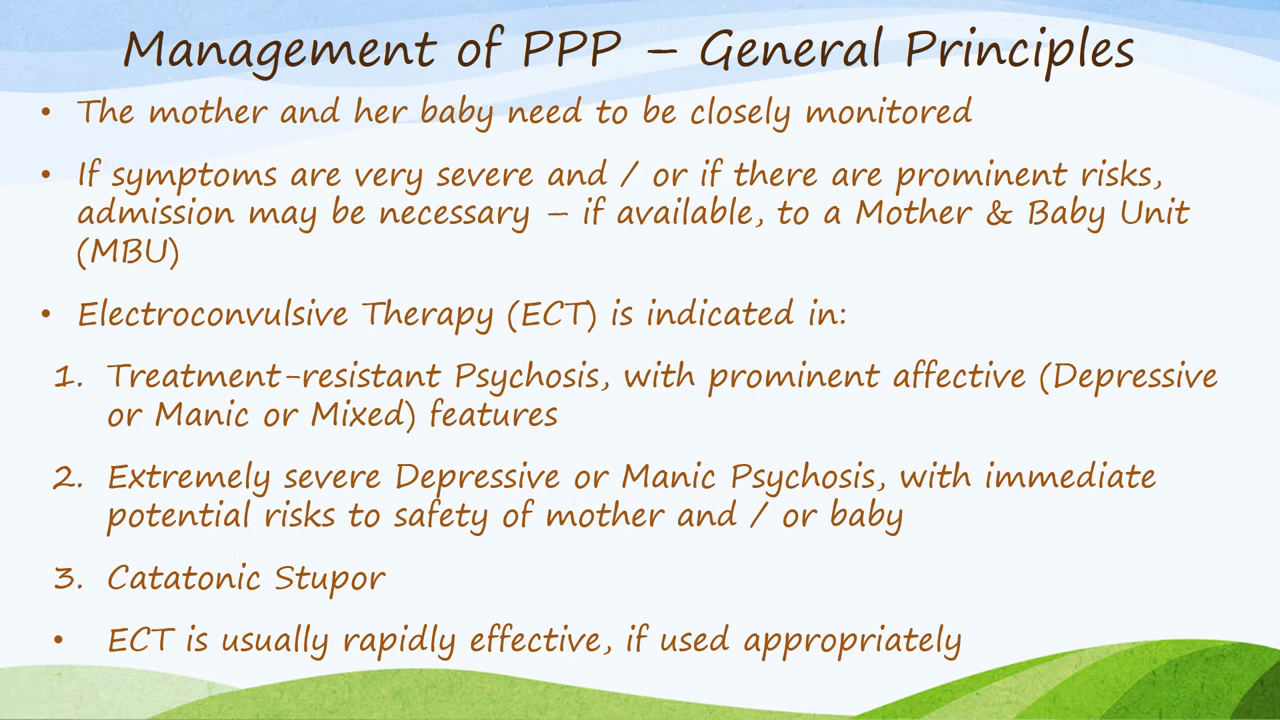 Management of PPP – General Principles
• The mother and her baby need to be closely monitored
• If symptoms are very severe and / or if there are prominent risks,
admission may be necessary – if available, to a Mother & Baby Unit
(MBU)
• Electroconvulsive Therapy (ECT) is indicated in:
1. Treatment-resistant Psychosis, with prominent affective (Depressive
or Manic or Mixed) features
2. Extremely severe Depressive or Manic Psychosis, with immediate
potential risks to safety of mother and / or baby
3. Catatonic Stupor
• ECT is usually rapidly effective, if used appropriately